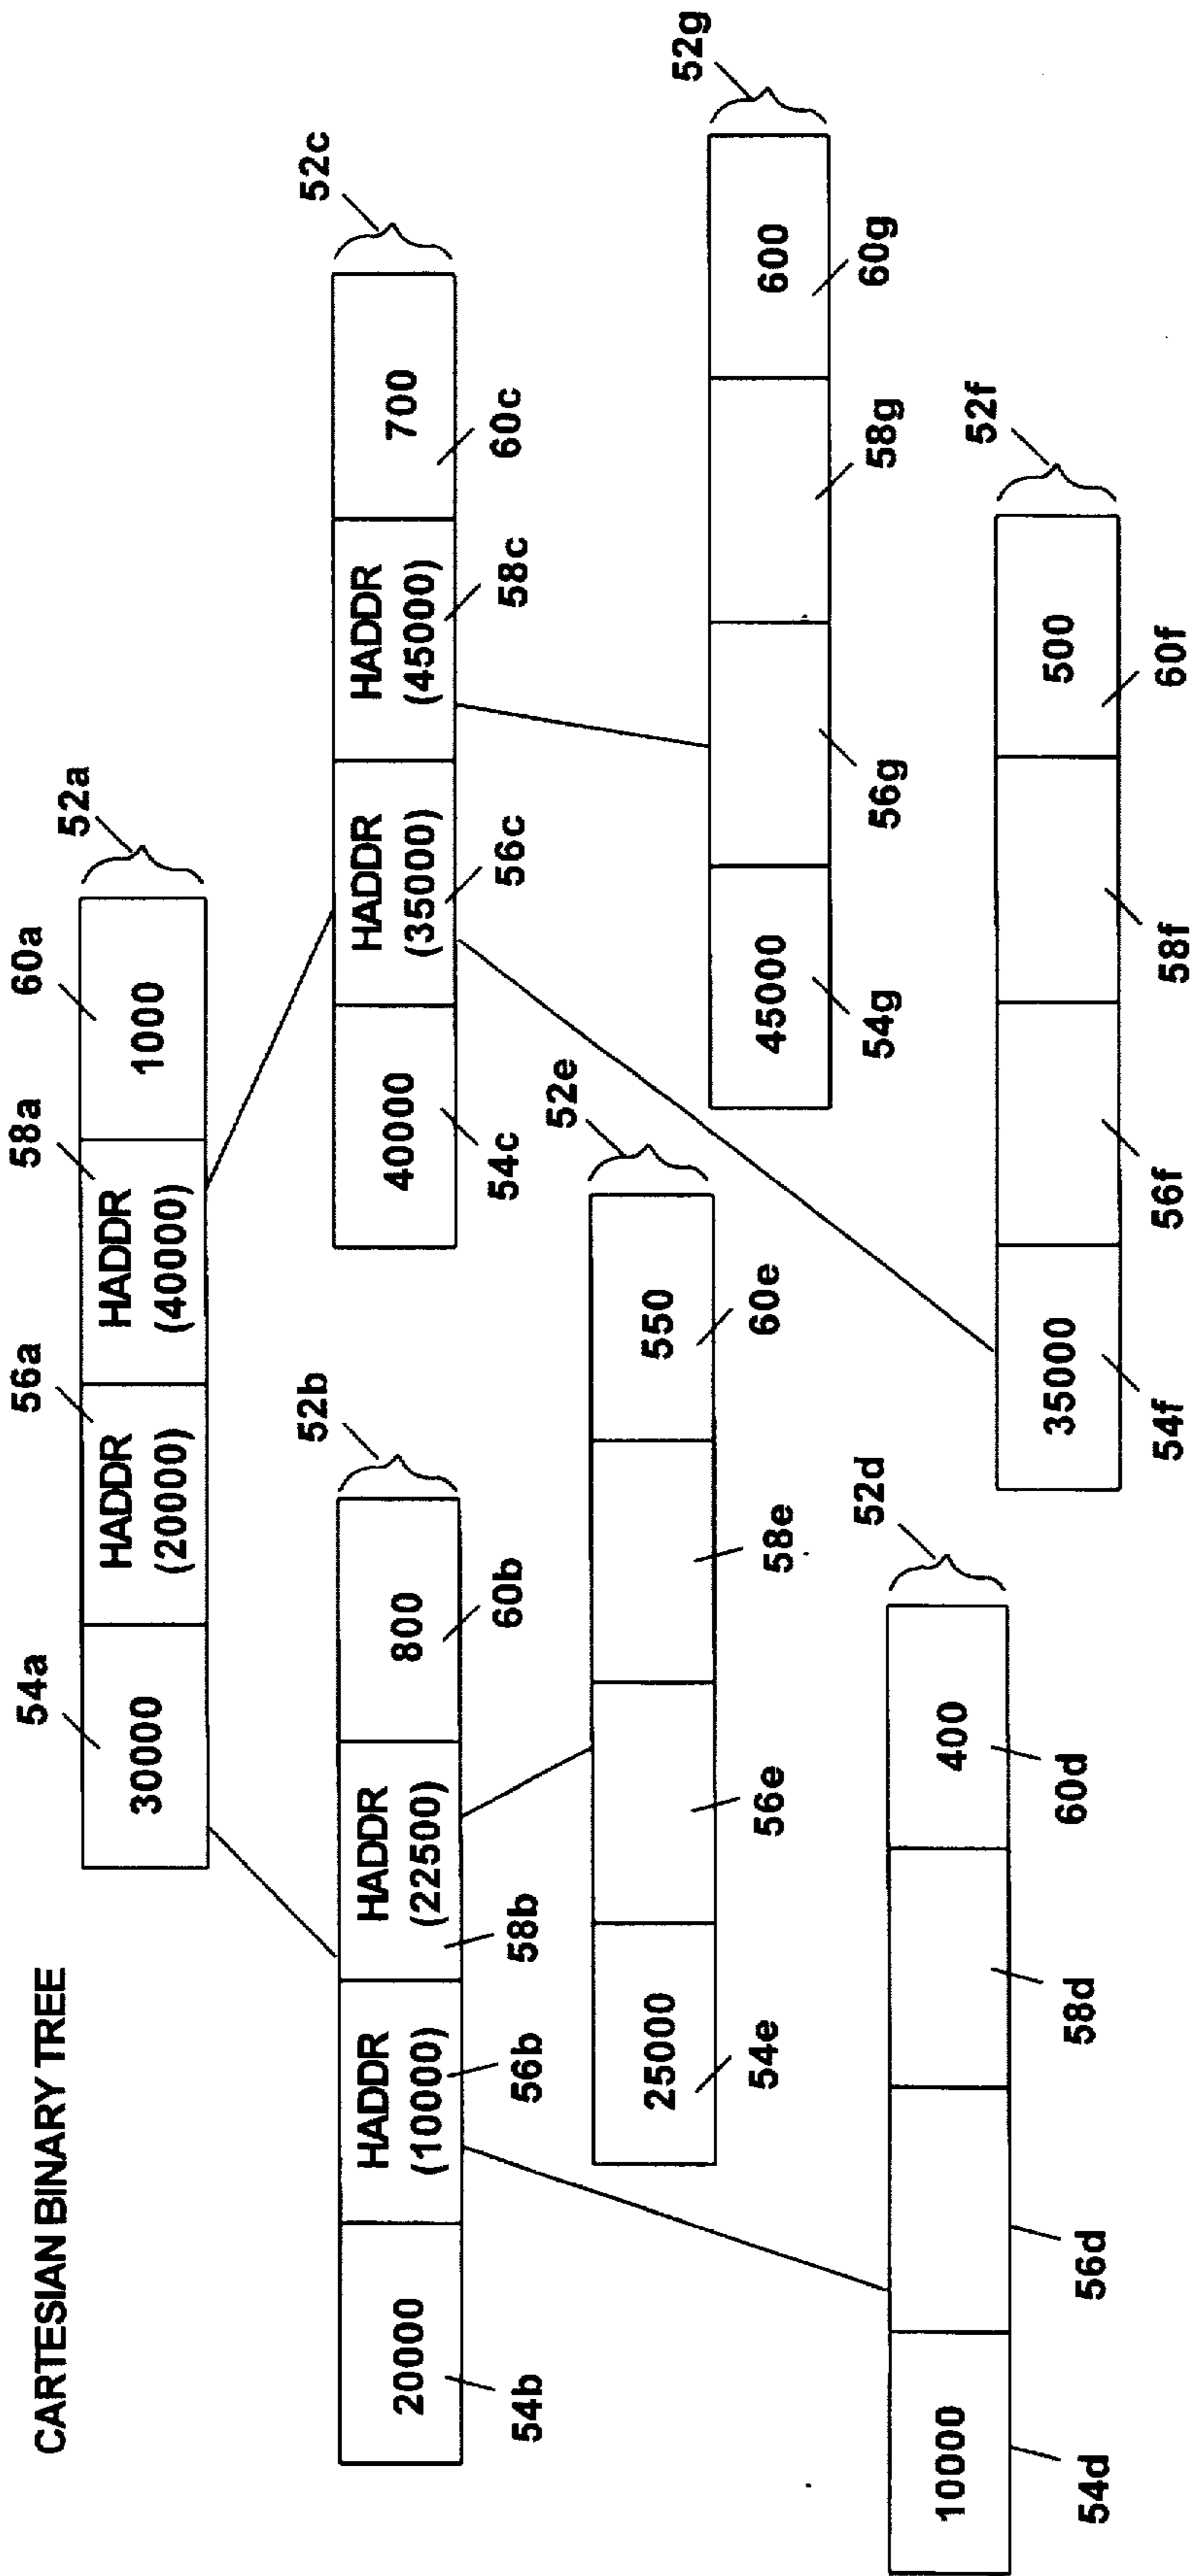 CARTESIAN BINARY TREE
54a
56a
58a
60a
52a
30000
HADDR
(20000)
HADDR
(40000)
1000
52b
20000
HADDR
(10000)
HADDR
(22500)
800
54b
56b
58b
60b
52c
40000
HADDR
(35000)
HADDR
(45000)
700
54c
56c
58c
60c
52e
25000
550
54e
56e
58e
60e
52g
45000
600
54g
56g
58g
60g
52d
10000
400
54d
56d
58d
60d
52f
35000
500
54f
56f
58f
60f